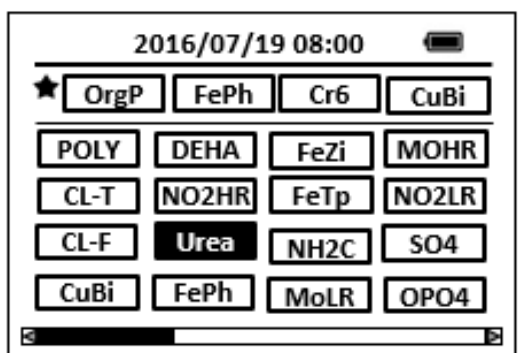 2016/07/19 08:00
OrgP FePh Cr6 CuBi
POLY DEHA FeZi MOHR
CL-T NO2HR FeTp NO2LR
CL-F Urea NH2C SO4
CuBi FePh MoLR OPO4